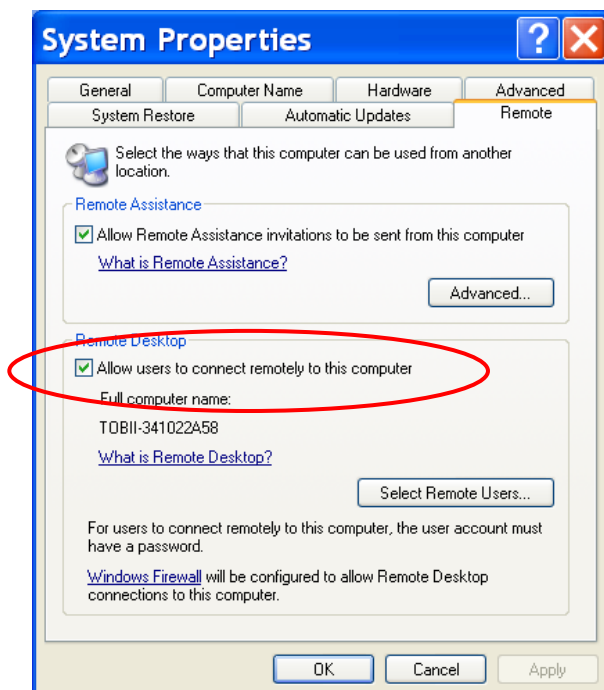 System Properties
?
X
General Computer Name Hardware Advanced
System Restore Automatic Updates Remote
Select the ways that this computer can be used from another
location.
Remote Assistance
Allow Remote Assistance invitations to be sent from this computer
What is Remote Assistance?
Advanced...
Remote Desktop
Allow users to connect remotely to this computer
Full computer name:
TOBII-341022A58
What is Remote Desktop?
Select Remote Users...
For users to connect remotely to this computer, the user account must
have a password.
Windows Firewall will be configured to allow Remote Desktop
connections to this computer.
OK Cancel Apply